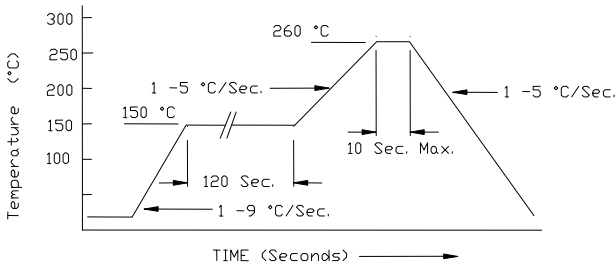 300
260 °C
250
200
1 -5 °C/Sec.
1 -5 °C/Sec.
150 °C
150
10 Sec. Max.
100
120 Sec.
1 -9 °C/Sec.
Temperature (°C)
TIME (Seconds)